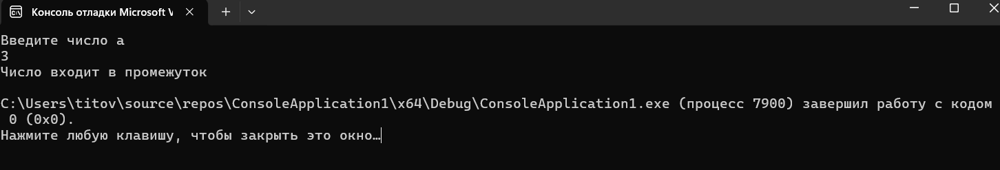 Консоль отладки Microsoft V
Введите число a
3
Число входит в промежуток
C:\Users\titov\source\repos\ConsoleApplication1\x64\Debug\ConsoleApplication1.exe (процесс 7900) завершил работу с кодом
0 (0x0).
Нажмите любую клавишу, чтобы закрыть это окно…